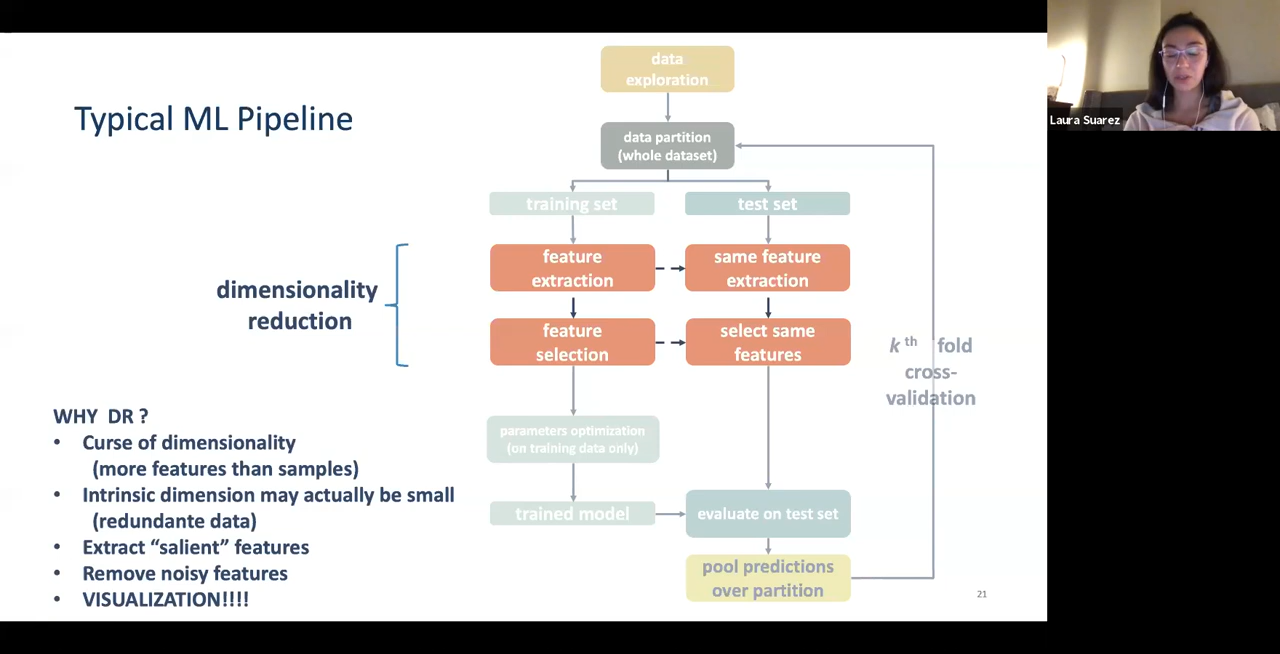 Typical ML Pipeline
data
exploration
data partition
(whole dataset)
training set
test set
feature
extraction
same feature
extraction
dimensionality
reduction
feature
selection
select same
features
k th fold
cross-
validation
WHY DR ?
• Curse of dimensionality
(more features than samples)
• Intrinsic dimension may actually be small
(redundante data)
• Extract “salient” features
• Remove noisy features
• VISUALIZATION!!!!
parameters optimization
(on training data only)
trained model
evaluate on test set
pool predictions
over partition
21
Laura Suarez